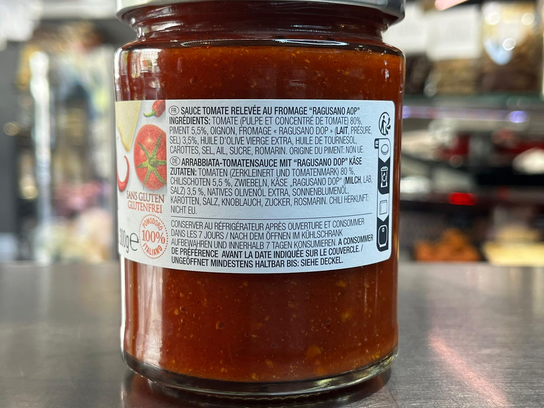 FR SAUCE TOMATE RELEVÉE AU FROMAGE "RAGUSANO AOP"
INGRÉDIENTS: TOMATE (PULPE ET CONCENTRÉ DE TOMATE) 80%,
PIMENT 5,5%, OIGNON, FROMAGE « RAGUSANO DOP » (LAIT, PRÉSURE,
SEL) 3,5%, HUILE D'OLIVE VIERGE EXTRA, HUILE DE TOURNESOL,
CAROTTES, SEL, AIL, SUCRE, ROMARIN. ORIGINE DU PIMENT: NON UE.
DE ARRABBIATA-TOMATENSAUCE MIT "RAGUSANO DOP" KÄSE
ZUTATEN: TOMATEN (ZERKLEINERT UND TOMATENMARK) 80 %,
CHILISCHOTEN 5,5 %, ZWIEBELN, KÄSE „RAGUSANO DOP" (MILCH, LAB,
SALZ) 3,5 %, NATIVES OLIVENÖL EXTRA, SONNENBLUMENÖL,
KAROTTEN, SALZ, KNOBLAUCH, ZUCKER, ROSMARIN. CHILI HERKUNFT:
NICHT EU.
CONSERVER AU RÉFRIGÉRATEUR APRÈS OUVERTURE ET CONSOMMER
DANS LES 7 JOURS / NACH DEM ÖFFNEN IM KÜHLSCHRANK
AUFBEWAHREN UND INNERHALB 7 TAGEN KONSUMIEREN. A CONSOMMER
DE PRÉFÉRENCE AVANT LA DATE INDIQUÉE SUR LE COUVERCLE. /
UNGEÖFFNET MINDESTENS HALTBAR BIS: SIEHE DECKEL.
SANS GLUTEN
GLUTENFREI
POMODORO
100%
ITALIANO
00g℮